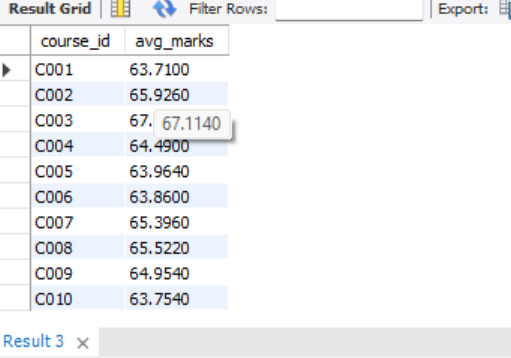 Result Grid Filter Rows: Export:
course_id avg_marks
C001 63.7100
C002 65.9260
C003 67. 67.1140
C004 64.4900
C005 63.9640
C006 63.8600
C007 65.3960
C008 65.5220
C009 64.9540
C010 63.7540
Result 3 ×